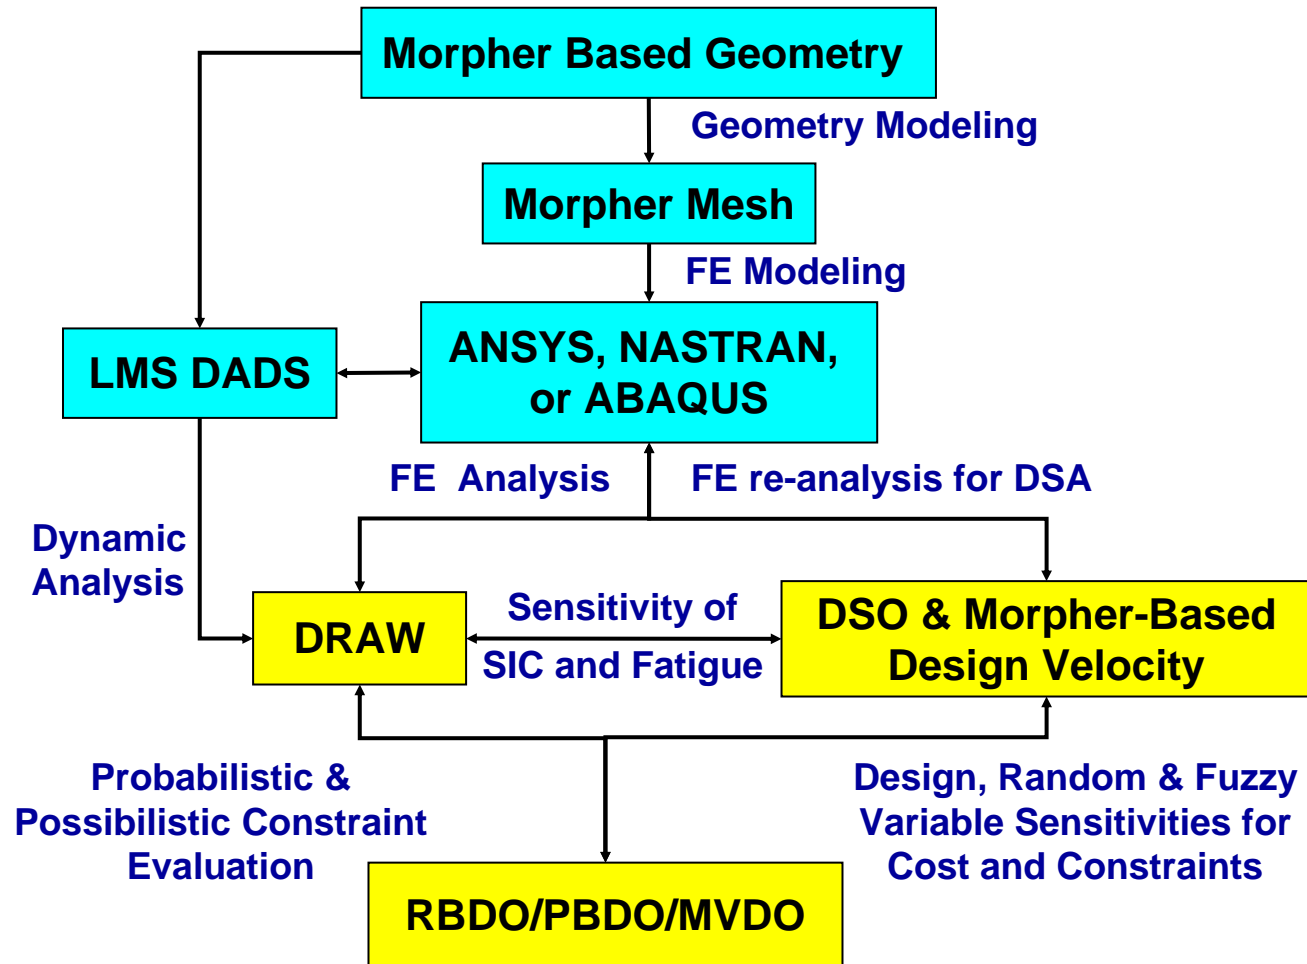 Morpher Based Geometry
Geometry Modeling
Morpher Mesh
FE Modeling
LMS DADS
ANSYS, NASTRAN,
or ABAQUS
FE Analysis
FE re-analysis for DSA
Dynamic
Analysis
DRAW
Sensitivity of
SIC and Fatigue
DSO & Morpher-Based
Design Velocity
Probabilistic &
Possibilistic Constraint
Evaluation
Design, Random & Fuzzy
Variable Sensitivities for
Cost and Constraints
RBDO/PBDO/MVDO